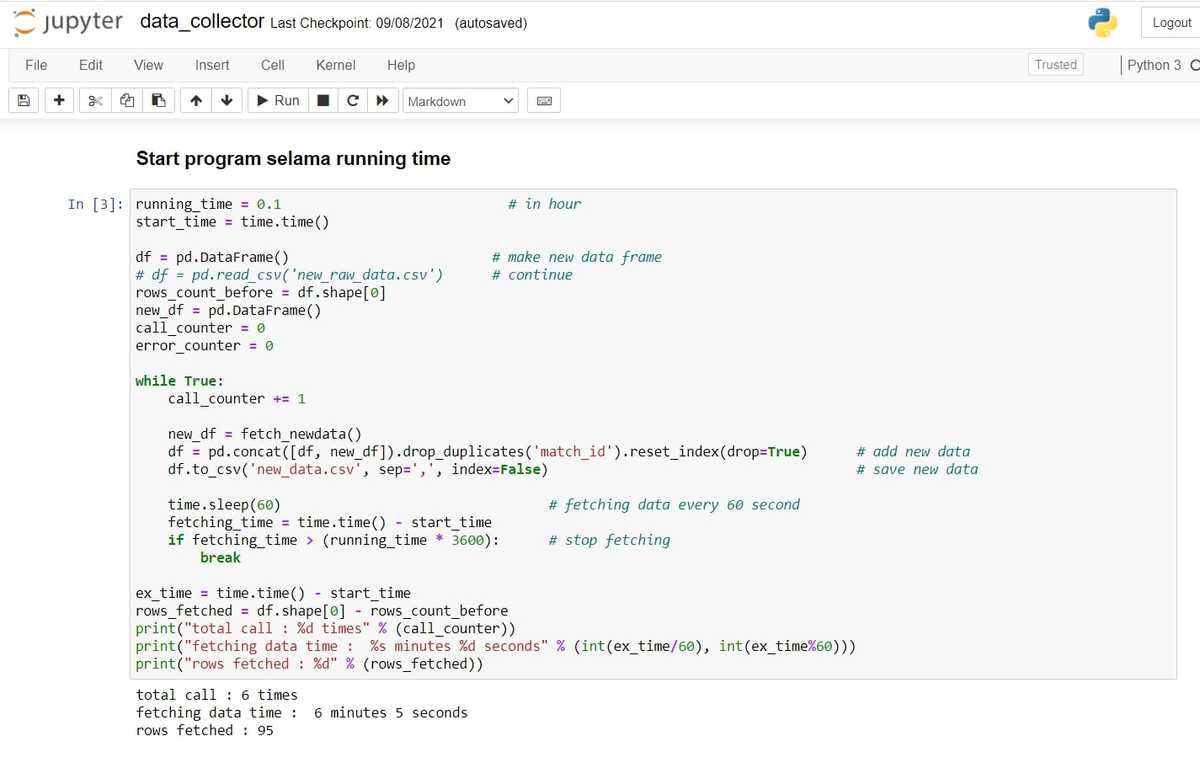 jupyter data_collector Last Checkpoint: 09/08/2021 (autosaved) Logout
File Edit View Insert Cell Kernel Help Trusted Python 3
Run Markdown
Start program selama running time
In [3]: running_time = 0.1 # in hour
start_time = time.time()
df = pd.DataFrame() # make new data frame
# df = pd.read_csv('new_raw_data.csv') # continue
rows_count_before = df.shape[0]
new_df = pd.DataFrame()
call_counter = 0
error_counter = 0
while True:
call_counter += 1
new_df = fetch_newdata()
df = pd.concat([df, new_df]).drop_duplicates('match_id').reset_index(drop=True) # add new data
df.to_csv('new_data.csv', sep=',', index=False) # save new data
time.sleep(60) # fetching data every 60 second
fetching_time = time.time() - start_time
if fetching_time > (running_time * 3600): # stop fetching
break
ex_time = time.time() - start_time
rows_fetched = df.shape[0] - rows_count_before
print("total call : %d times" % (call_counter))
print("fetching data time :  %s minutes %d seconds" % (int(ex_time/60), int(ex_time%60)))
print("rows fetched : %d" % (rows_fetched))
total call : 6 times
fetching data time :  6 minutes 5 seconds
rows fetched : 95